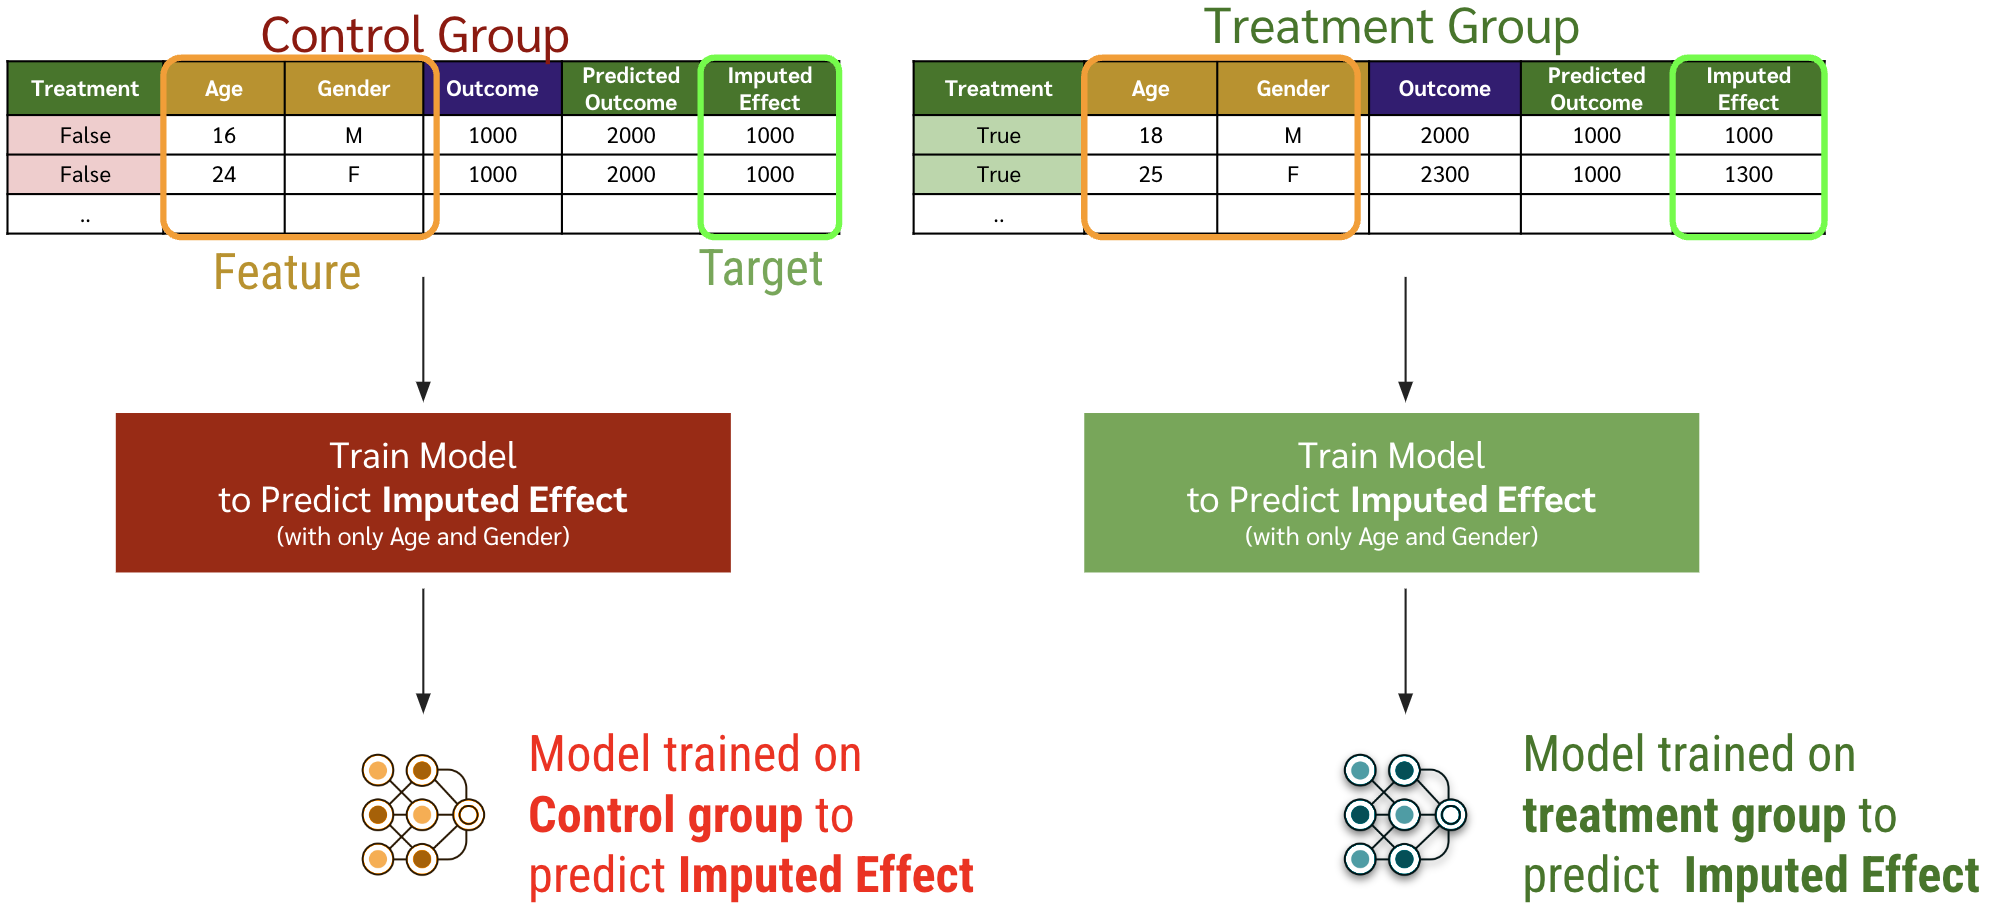 Control Group
Treatment Age Gender Outcome Predicted Outcome Imputed Effect
False 16 M 1000 2000 1000
False 24 F 1000 2000 1000
..
Feature
Target
Train Model
to Predict Imputed Effect
(with only Age and Gender)
Model trained on
Control group to
predict Imputed Effect
Treatment Group
Treatment Age Gender Outcome Predicted Outcome Imputed Effect
True 18 M 2000 1000 1000
True 25 F 2300 1000 1300
..
Train Model
to Predict Imputed Effect
(with only Age and Gender)
Model trained on
treatment group to
predict Imputed Effect